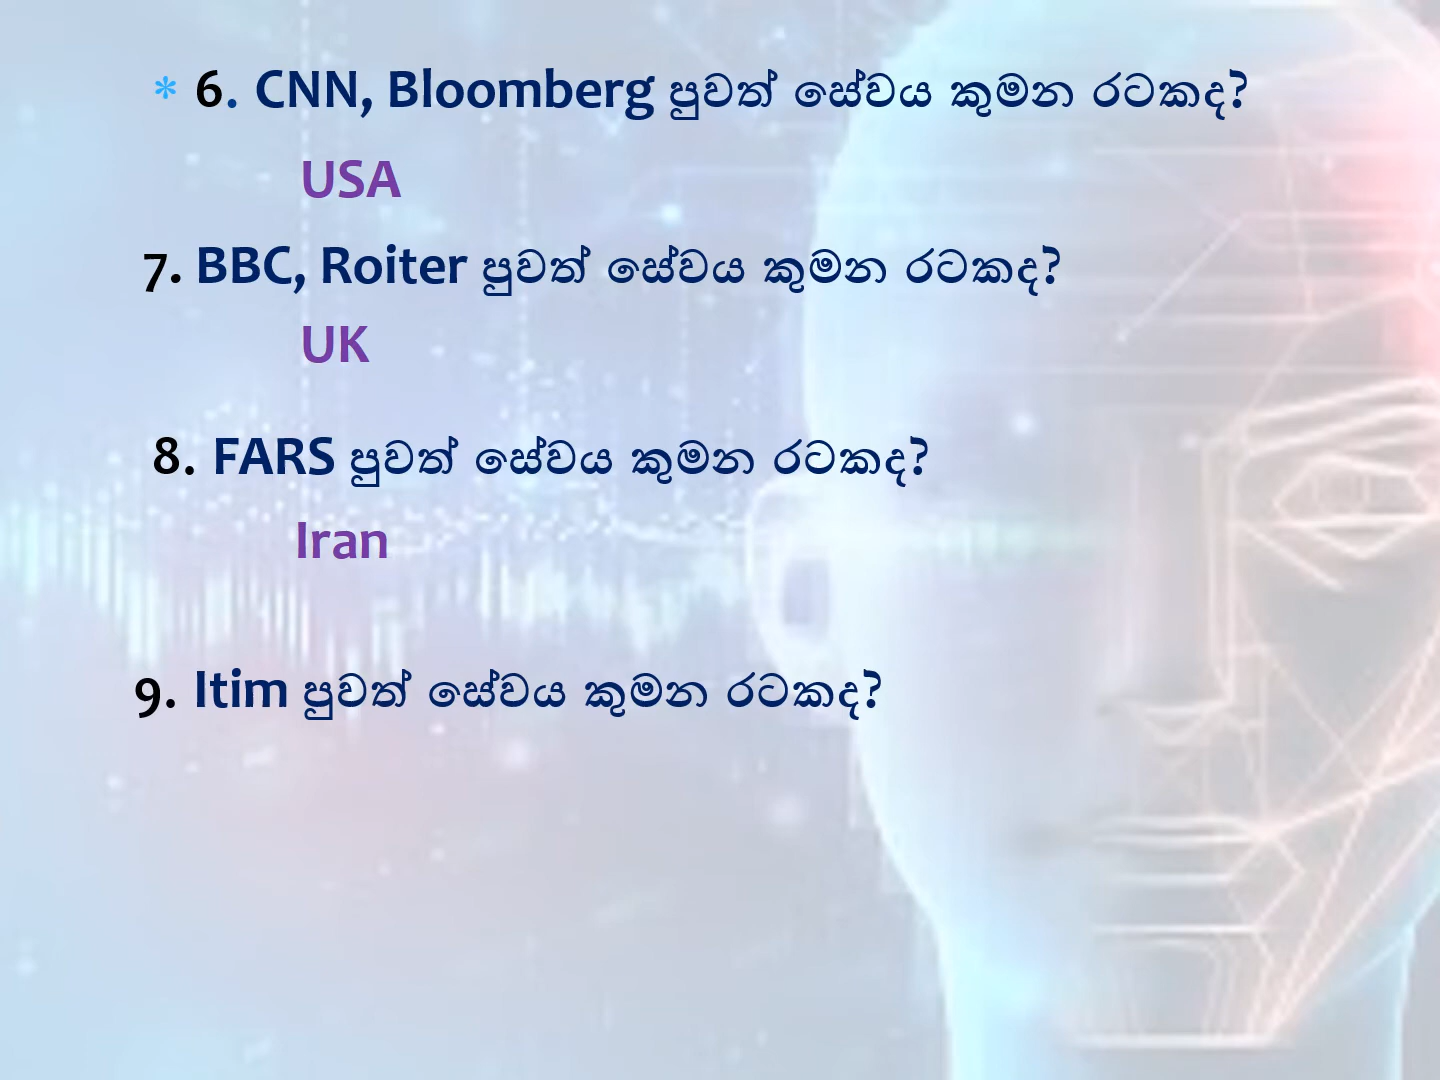 * 6. CNN, Bloomberg පුවත් සේවය කුමන රටකද?
USA
7. BBC, Roiter පුවත් සේවය කුමන රටකද?
UK
8. FARS පුවත් සේවය කුමන රටකද?
Iran
9. Itim පුවත් සේවය කුමන රටකද?